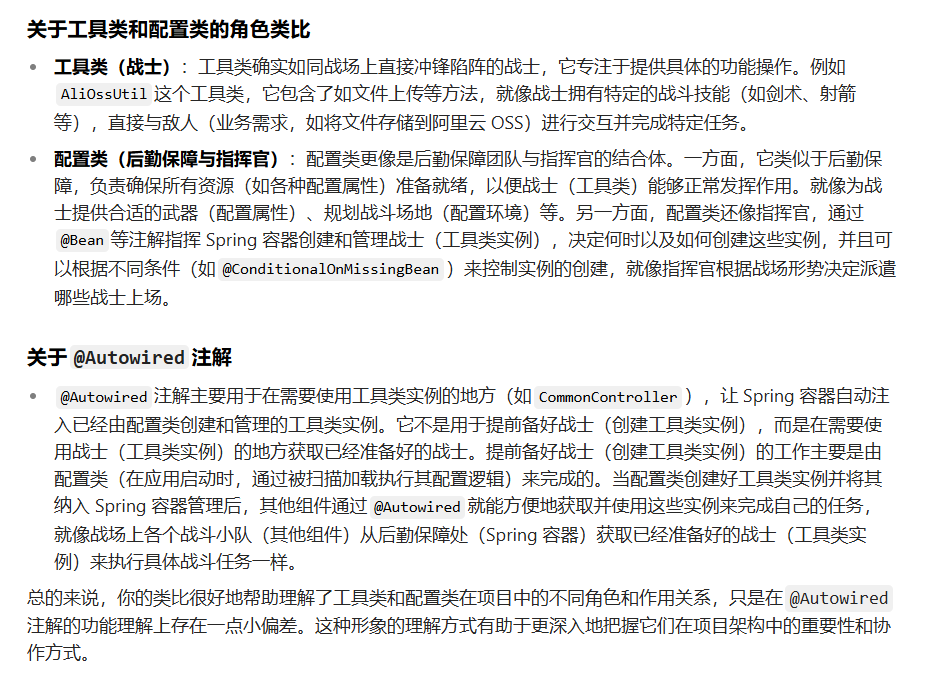 关于工具类和配置类的角色类比
工具类（战士）：工具类确实如同战场上直接冲锋陷阵的战士，它专注于提供具体的功能操作。例如
AliOssUtil 这个工具类，它包含了如文件上传等方法，就像战士拥有特定的战斗技能（如剑术、射箭
等），直接与敌人（业务需求，如将文件存储到阿里云 OSS）进行交互并完成特定任务。
配置类（后勤保障与指挥官）：配置类更像是后勤保障团队与指挥官的结合体。一方面，它类似于后勤保
障，负责确保所有资源（如各种配置属性）准备就绪，以便战士（工具类）能够正常发挥作用。就像为战
士提供合适的武器（配置属性）、规划战斗场地（配置环境）等。另一方面，配置类还像指挥官，通过
@Bean 等注解指挥 Spring 容器创建和管理战士（工具类实例），决定何时以及如何创建这些实例，并且可
以根据不同条件（如 @ConditionalOnMissingBean ）来控制实例的创建，就像指挥官根据战场形势决定派遣
哪些战士上场。
关于 @Autowired 注解
@Autowired 注解主要用于在需要使用工具类实例的地方（如 CommonController ），让 Spring 容器自动注
入已经由配置类创建和管理的工具类实例。它不是用于提前备好战士（创建工具类实例），而是在需要使
用战士（工具类实例）的地方获取已经准备好的战士。提前备好战士（创建工具类实例）的工作主要是由
配置类（在应用启动时，通过被扫描加载执行其配置逻辑）来完成的。当配置类创建好工具类实例并将其
纳入 Spring 容器管理后，其他组件通过 @Autowired 就能方便地获取并使用这些实例来完成自己的任务，
就像战场上各个战斗小队（其他组件）从后勤保障处（Spring 容器）获取已经准备好的战士（工具类实
例）来执行具体战斗任务一样。
总的来说，你的类比很好地帮助理解了工具类和配置类在项目中的不同角色和作用关系，只是在 @Autowired
注解的功能理解上存在一点小偏差。这种形象的理解方式有助于更深入地把握它们在项目架构中的重要性和协
作方式。